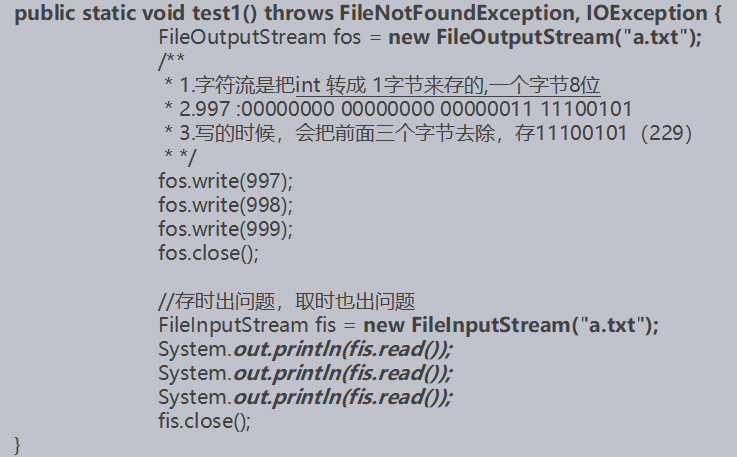 public static void test1() throws FileNotFoundException, IOException {
FileOutputStream fos = new FileOutputStream("a.txt");
/**
* 1.字符流是把int 转成 1字节来存的,一个字节8位
* 2.997 :00000000 00000000 00000011 11100101
* 3.写的时候，会把前面三个字节去除，存11100101（229）
* */
fos.write(997);
fos.write(998);
fos.write(999);
fos.close();
//存时出问题，取时也出问题
FileInputStream fis = new FileInputStream("a.txt");
System.out.println(fis.read());
System.out.println(fis.read());
System.out.println(fis.read());
fis.close();
}